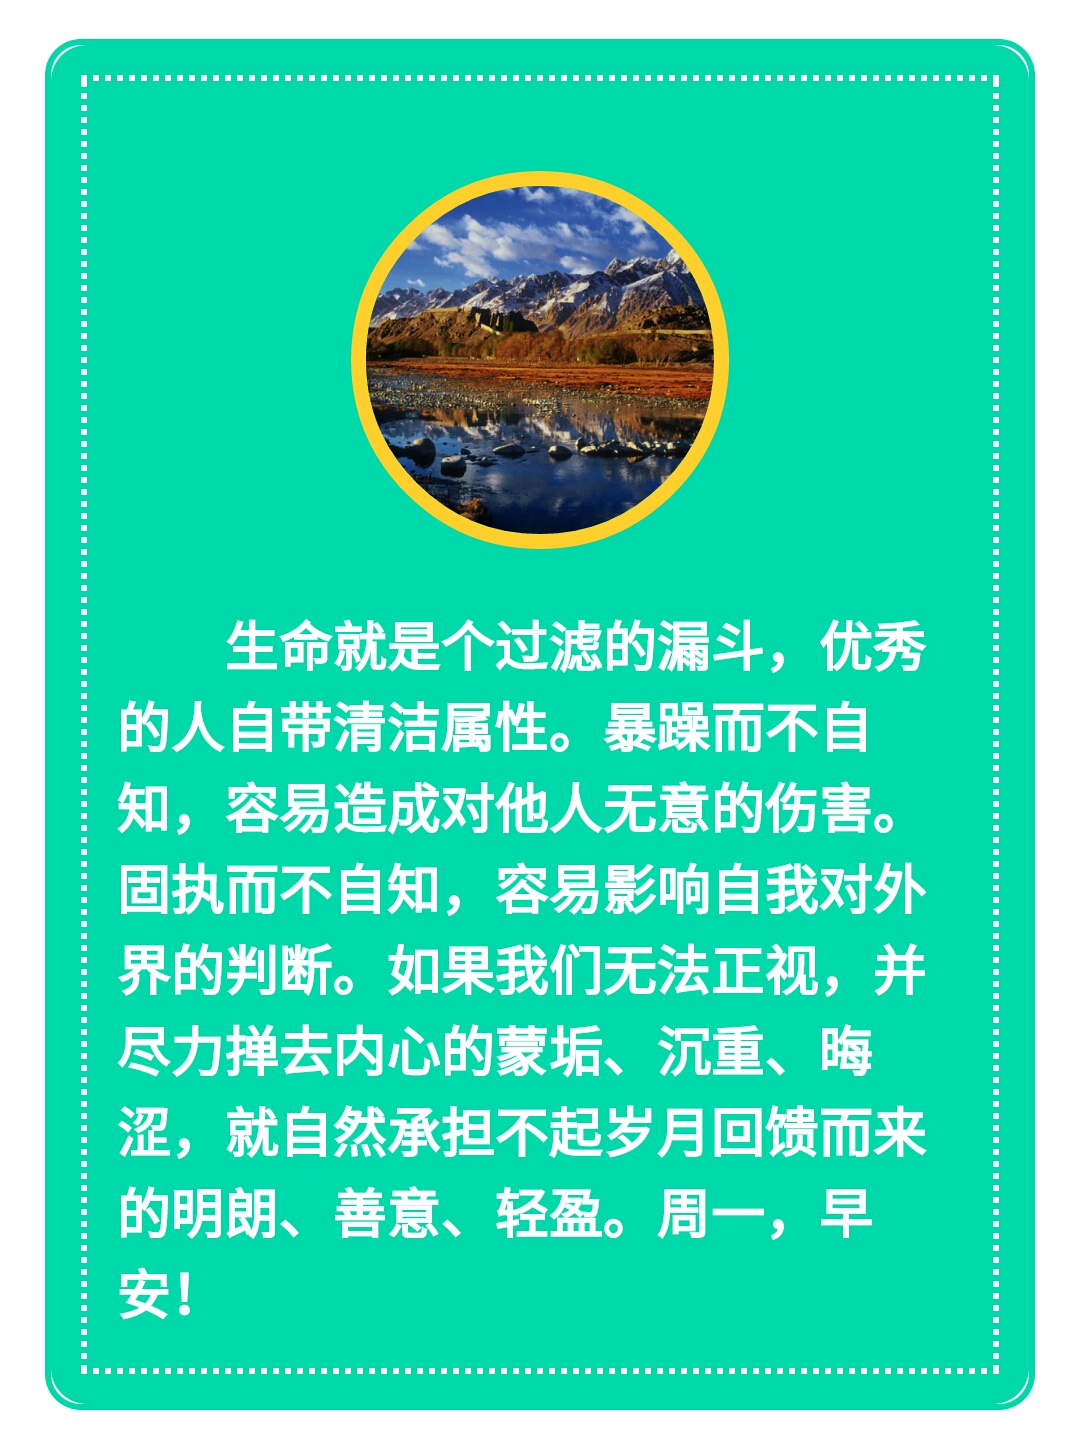 生命就是个过滤的漏斗，优秀
的人自带清洁属性。暴躁而不自
知，容易造成对他人无意的伤害。
固执而不自知，容易影响自我对外
界的判断。如果我们无法正视，并
尽力掸去内心的蒙垢、沉重、晦
涩，就自然承担不起岁月回馈而来
的明朗、善意、轻盈。周一，早
安！